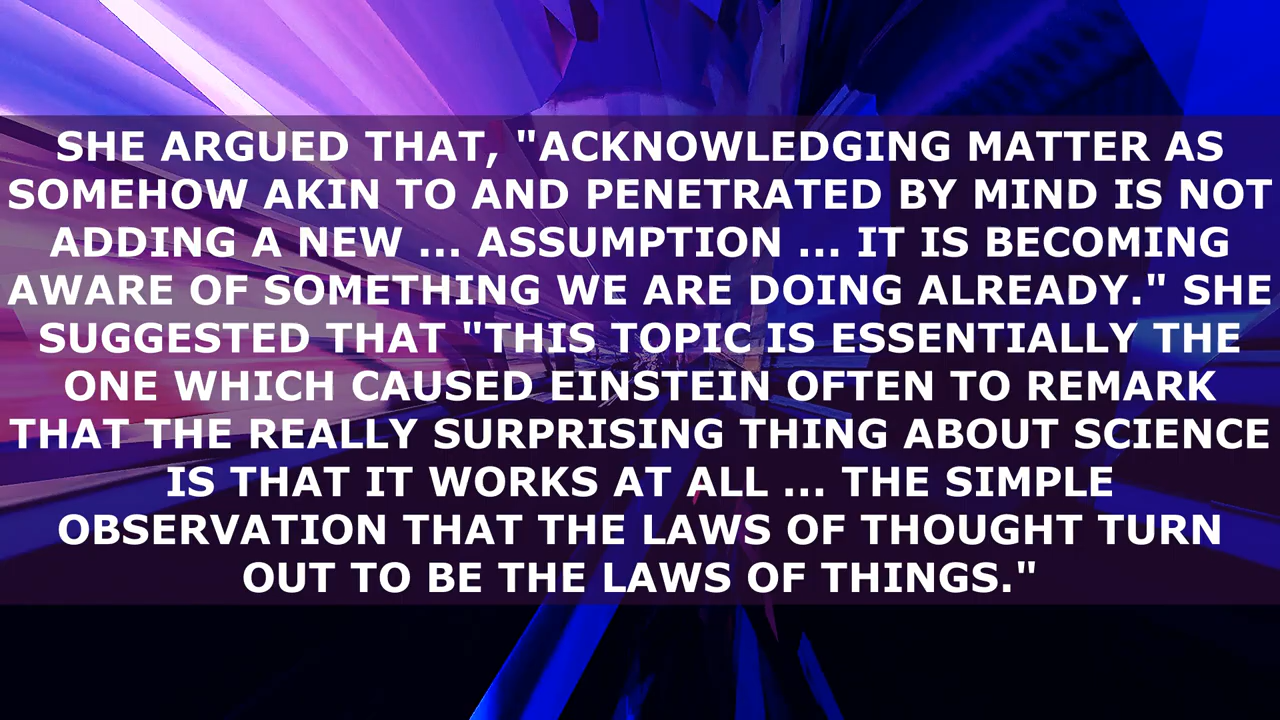 SHE ARGUED THAT, "ACKNOWLEDGING MATTER AS
SOMEHOW AKIN TO AND PENETRATED BY MIND IS NOT
ADDING A NEW ... ASSUMPTION ... IT IS BECOMING
AWARE OF SOMETHING WE ARE DOING ALREADY." SHE
SUGGESTED THAT "THIS TOPIC IS ESSENTIALLY THE
ONE WHICH CAUSED EINSTEIN OFTEN TO REMARK
THAT THE REALLY SURPRISING THING ABOUT SCIENCE
IS THAT IT WORKS AT ALL ... THE SIMPLE
OBSERVATION THAT THE LAWS OF THOUGHT TURN
OUT TO BE THE LAWS OF THINGS."